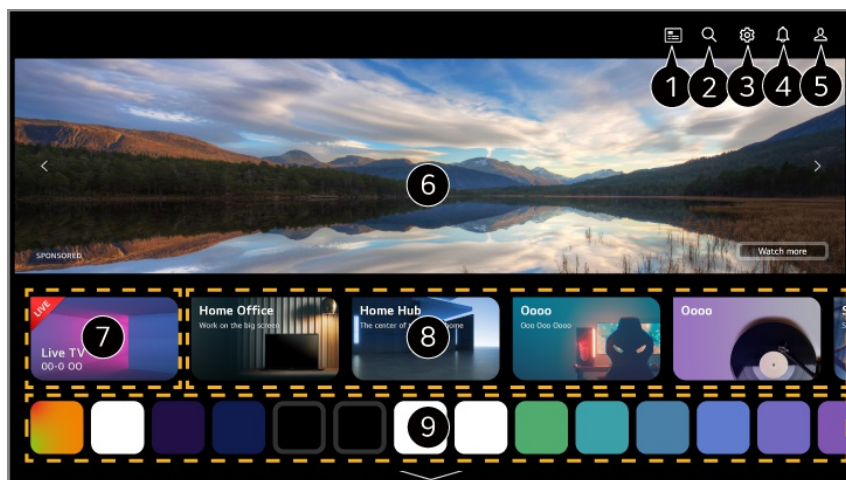 1 2 3 4 5
6
SPONSORED
Watch more
LIVE
7
Live TV
00-0 00
Home Office
Work on the big screen
Home Hub
The center of
home
8
Oooo
Ooo Ooo Oooo
Oooo
S
S
9